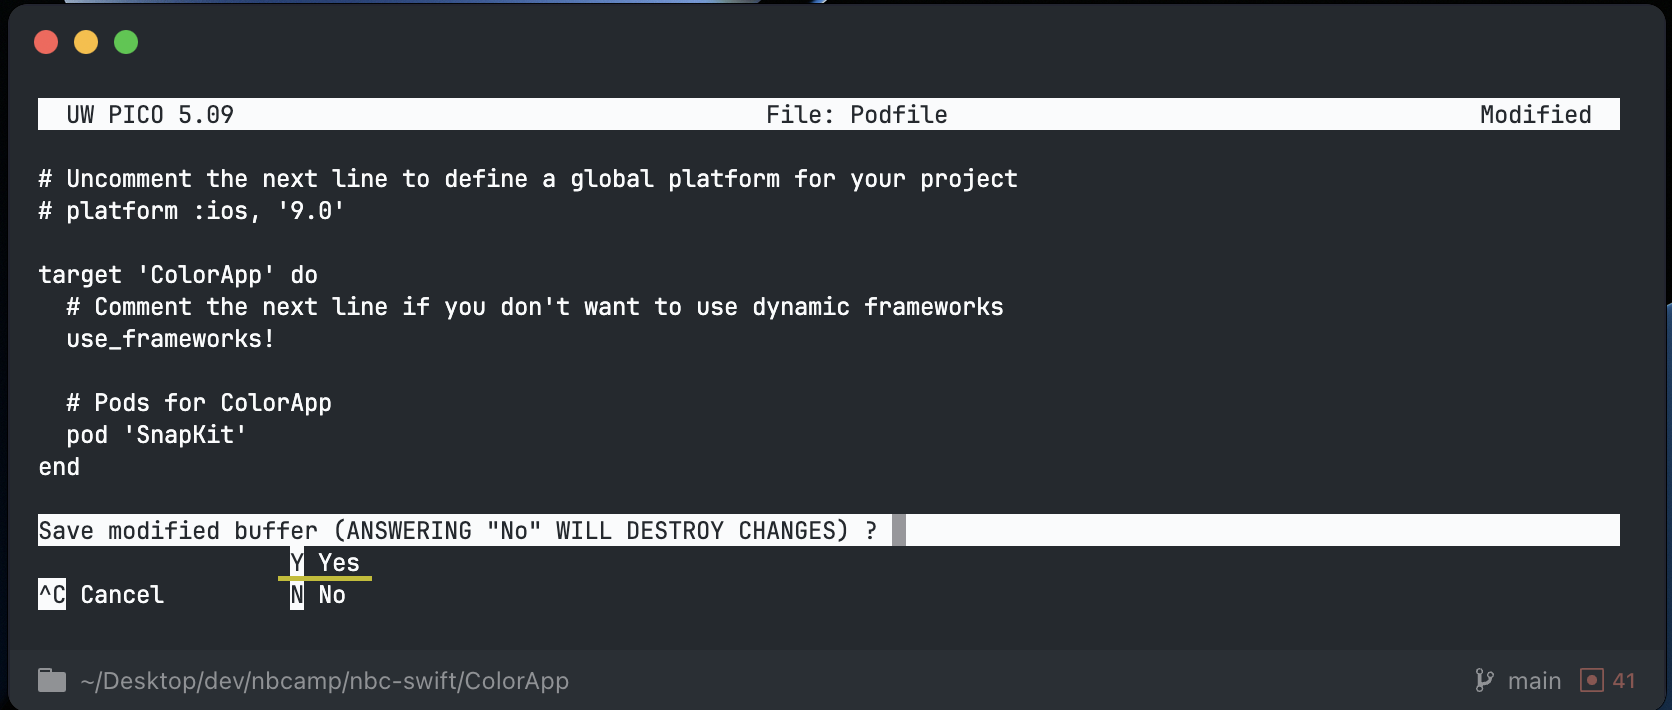 UW PICO 5.09 File: Podfile Modified
# Uncomment the next line to define a global platform for your project
# platform :ios, '9.0'
target 'ColorApp' do
# Comment the next line if you don't want to use dynamic frameworks
use_frameworks!
# Pods for ColorApp
pod 'SnapKit'
end
Save modified buffer (ANSWERING "No" WILL DESTROY CHANGES) ?
Y Yes
^C Cancel N No
~/Desktop/dev/nbcamp/nbc-swift/ColorApp main 41